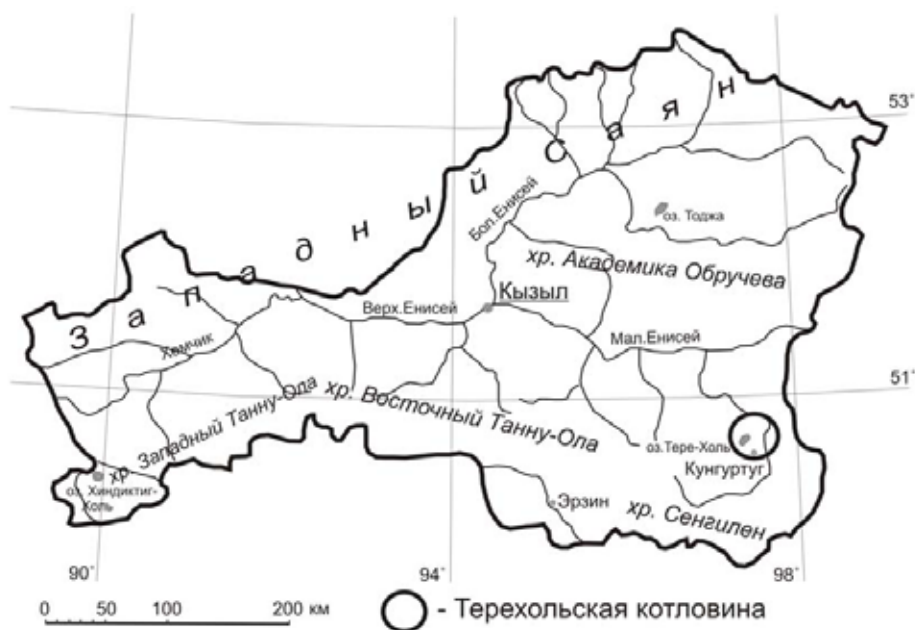 53°
Западный Саян
Бол.Енисей
оз. Тоджа
хр. Академика Обручева
Кызыл
Верх.Енисей
Мал.Енисей
Хемчик
51°
хр. Западный Танну-Ола
хр. Восточный Танну-Ола
оз.Тере-Холь
Кунгуртуг
оз. Хиндиктиг-
Холь
Эрзин
хр. Сенгилен
90°
94°
98°
0 50 100 200 км
- Терехольская котловина